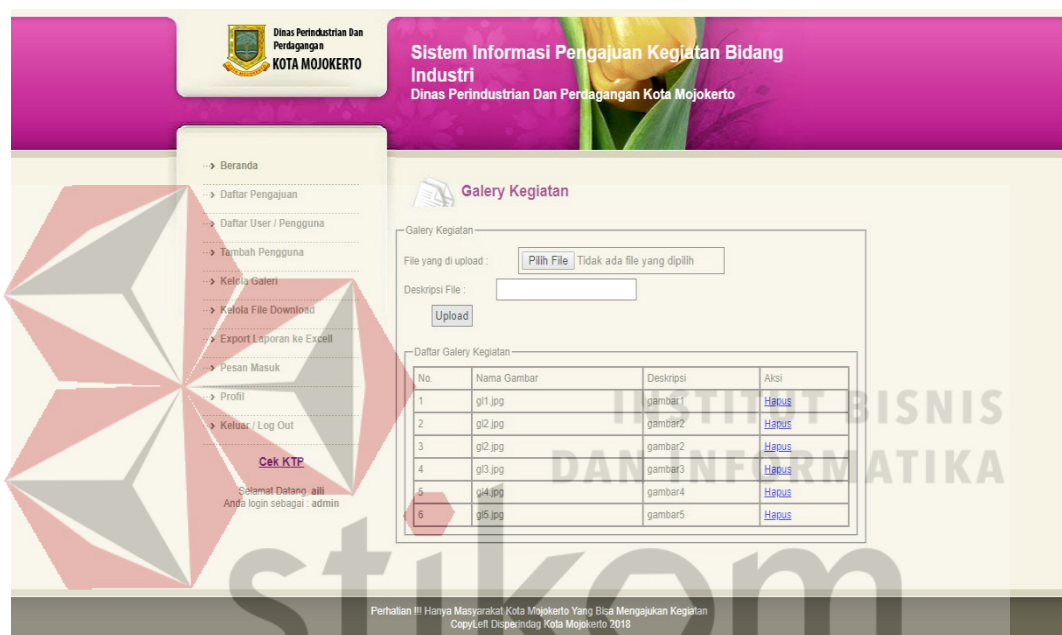 Dinas Perindustrian Dan
Perdagangan
KOTA MOJOKERTO
Sistem Informasi Pengajuan Kegiatan Bidang
Industri
Dinas Perindustrian Dan Perdagangan Kota Mojokerto
Beranda
Daftar Pengajuan
Daftar User / Pengguna
Tambah Pengguna
Kelola Galeri
Kelola File Download
Export Laporan ke Excell
Pesan Masuk
Profil
Keluar / Log Out
Cek KTP
Selamat Datang aili
Anda login sebagai : admin
Galery Kegiatan
Galery Kegiatan
File yang di upload : Pilih File Tidak ada file yang dipilih
Deskripsi File :
Upload
Daftar Galery Kegiatan
No. Nama Gambar Deskripsi Aksi
1 gl1.jpg gambar1 Hapus
2 gl2.jpg gambar2 Hapus
3 gl2.jpg gambar2 Hapus
4 gl3.jpg gambar3 Hapus
5 gl4.jpg gambar4 Hapus
6 gl5.jpg gambar5 Hapus
INSTITUT BISNIS
DAN INFORMATIKA
stikom
Perhatian !!! Hanya Masyarakat Kota Mojokerto Yang Bisa Mengajukan Kegiatan
CopyLeft Disperindag Kota Mojokerto 2018